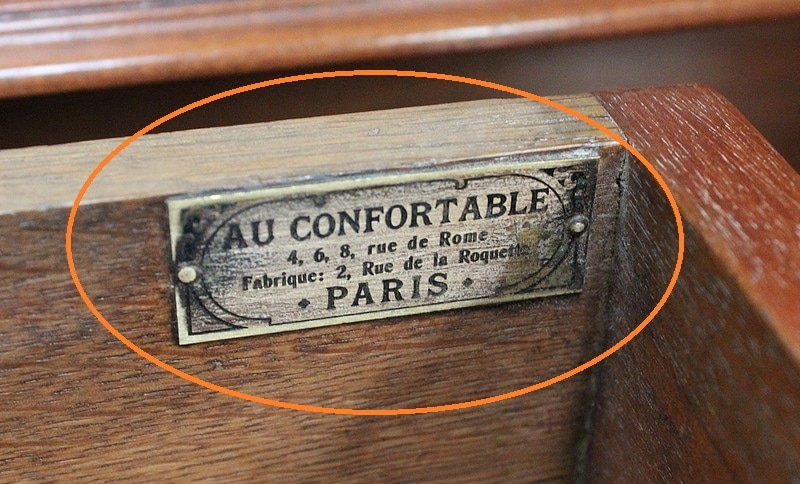 AU CONFORTABLE
4, 6, 8, rue de Rome
Fabrique: 2, Rue de la Roquette
PARIS